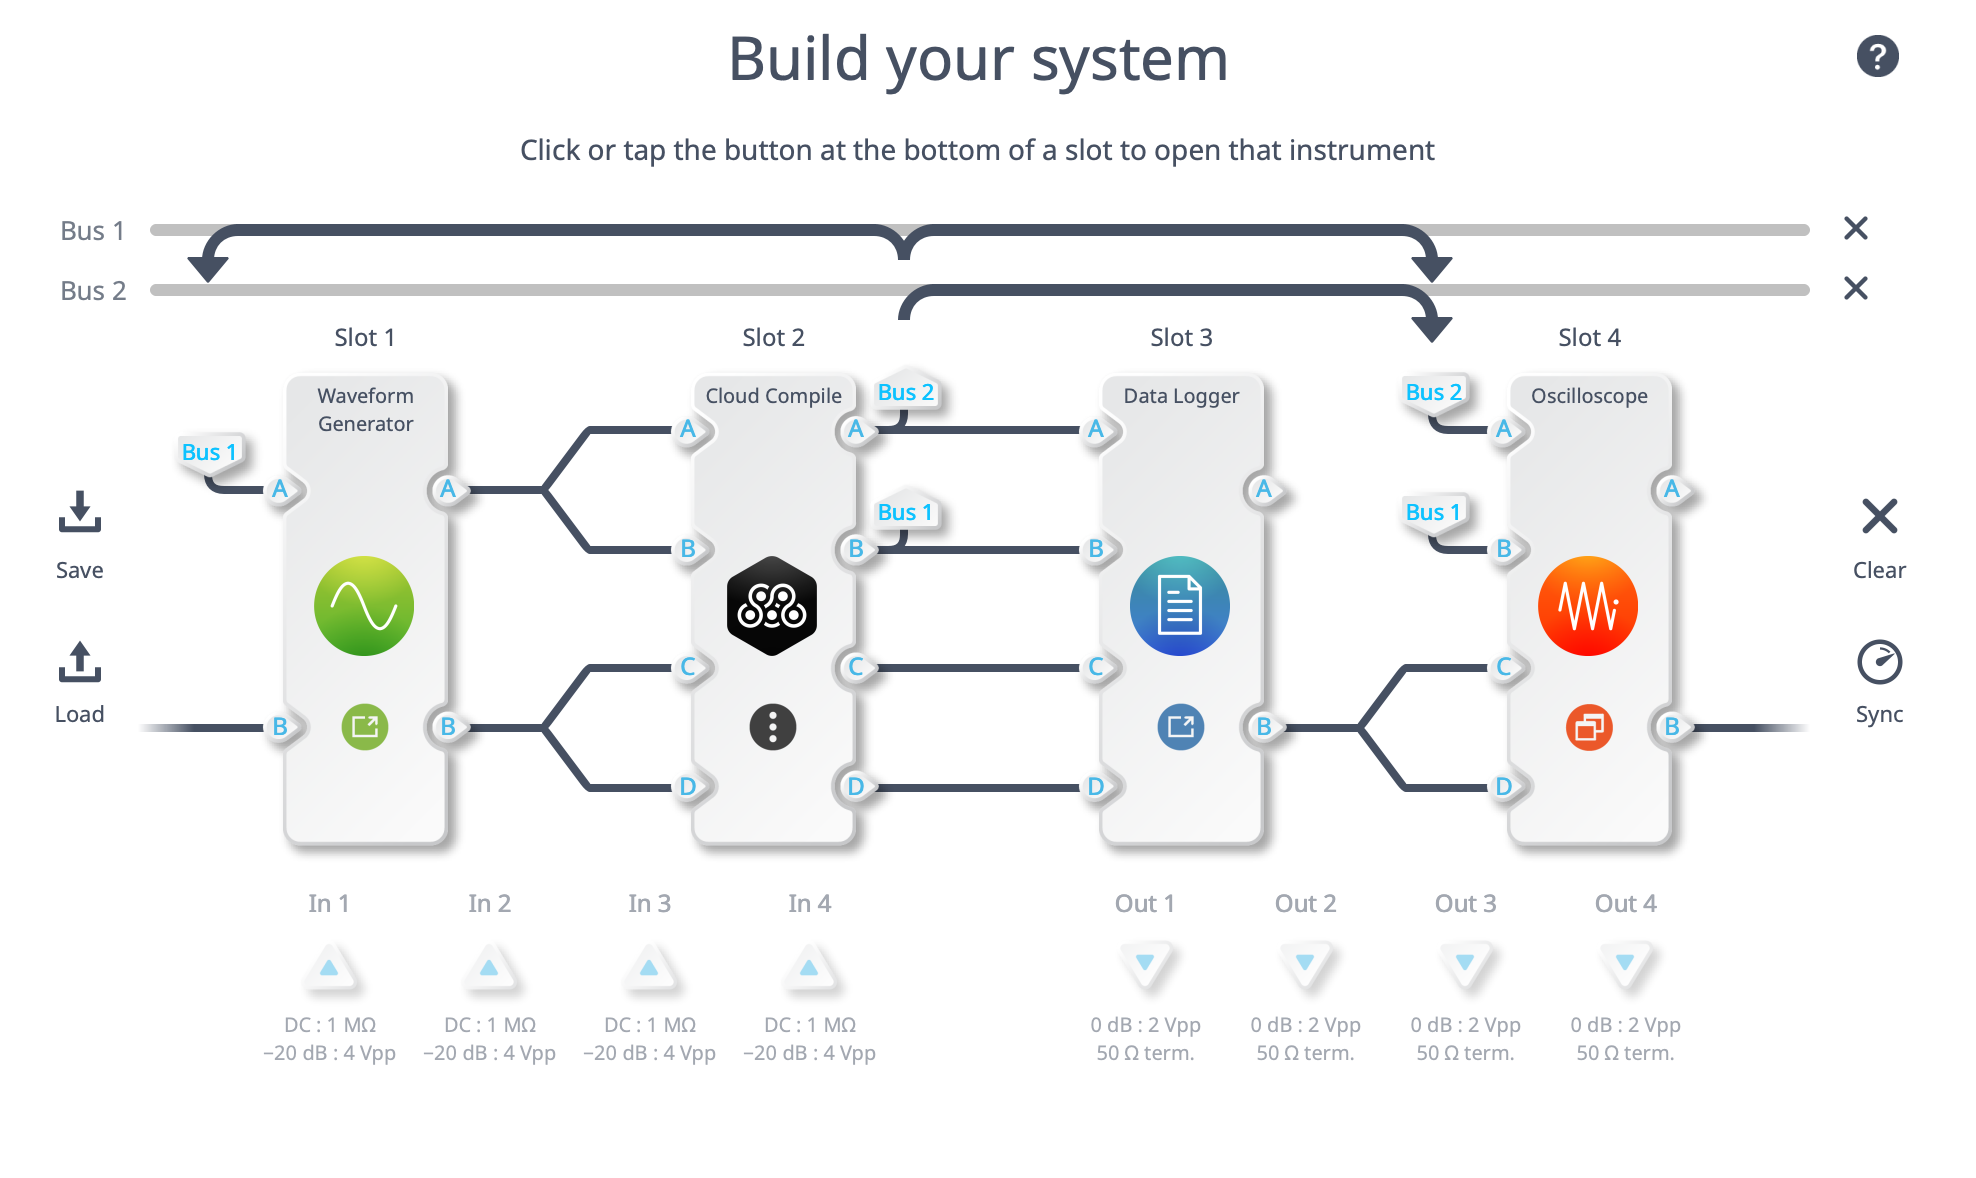 Build your system
?
Click or tap the button at the bottom of a slot to open that instrument
Bus 1
Bus 2
Slot 1
Slot 2
Slot 3
Slot 4
Waveform
Generator
Cloud Compile
Data Logger
Oscilloscope
Bus 2
Bus 2
Bus 1
Bus 1
Bus 1
A
A
A
B
B
B
C
D
A
B
C
D
A
B
C
D
A
B
A
B
C
D
A
B
Save
Load
Clear
Sync
In 1
In 2
In 3
In 4
Out 1
Out 2
Out 3
Out 4
DC : 1 MΩ
−20 dB : 4 Vpp
DC : 1 MΩ
−20 dB : 4 Vpp
DC : 1 MΩ
−20 dB : 4 Vpp
DC : 1 MΩ
−20 dB : 4 Vpp
0 dB : 2 Vpp
50 Ω term.
0 dB : 2 Vpp
50 Ω term.
0 dB : 2 Vpp
50 Ω term.
0 dB : 2 Vpp
50 Ω term.